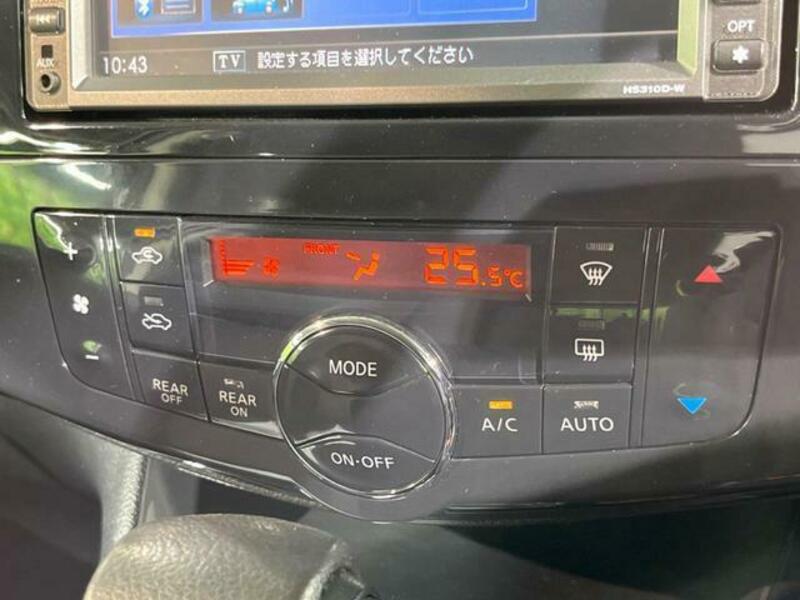 OPT
AUX
10:43 TV 設定する項目を選択してください
HS310D-W
FRONT
25.5°C
+
-
MODE
REAR OFF
REAR ON
A/C
AUTO
ON·OFF